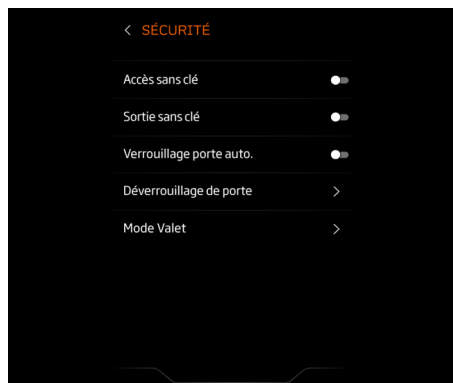 SÉCURITÉ
Accès sans clé
Sortie sans clé
Verrouillage porte auto.
Déverrouillage de porte
Mode Valet